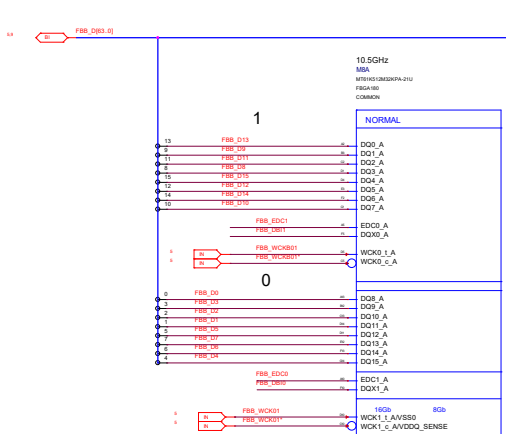 BI
FBB_D[63..0]
10.5GHz
M8A
MT61K512M32KPA-21U
FBGA180
COMMON
NORMAL
1
13 FBB_D13 DQ0_A
9 FBB_D9 DQ1_A
11 FBB_D11 DQ2_A
8 FBB_D8 DQ3_A
15 FBB_D15 DQ4_A
12 FBB_D12 DQ5_A
14 FBB_D14 DQ6_A
10 FBB_D10 DQ7_A
FBB_EDC1 EDC0_A
FBB_DBI1 DQX0_A
IN FBB_WCKB01 WCK0_t_A
IN FBB_WCKB01* WCK0_c_A
0
0 FBB_D0 DQ8_A
3 FBB_D3 DQ9_A
2 FBB_D2 DQ10_A
1 FBB_D1 DQ11_A
5 FBB_D5 DQ12_A
7 FBB_D7 DQ13_A
6 FBB_D6 DQ14_A
4 FBB_D4 DQ15_A
FBB_EDC0 EDC1_A
FBB_DBI0 DQX1_A
16Gb 8Gb
IN FBB_WCK01 WCK1_t_A/VSS0
IN FBB_WCK01* WCK1_c_A/VDDQ_SENSE